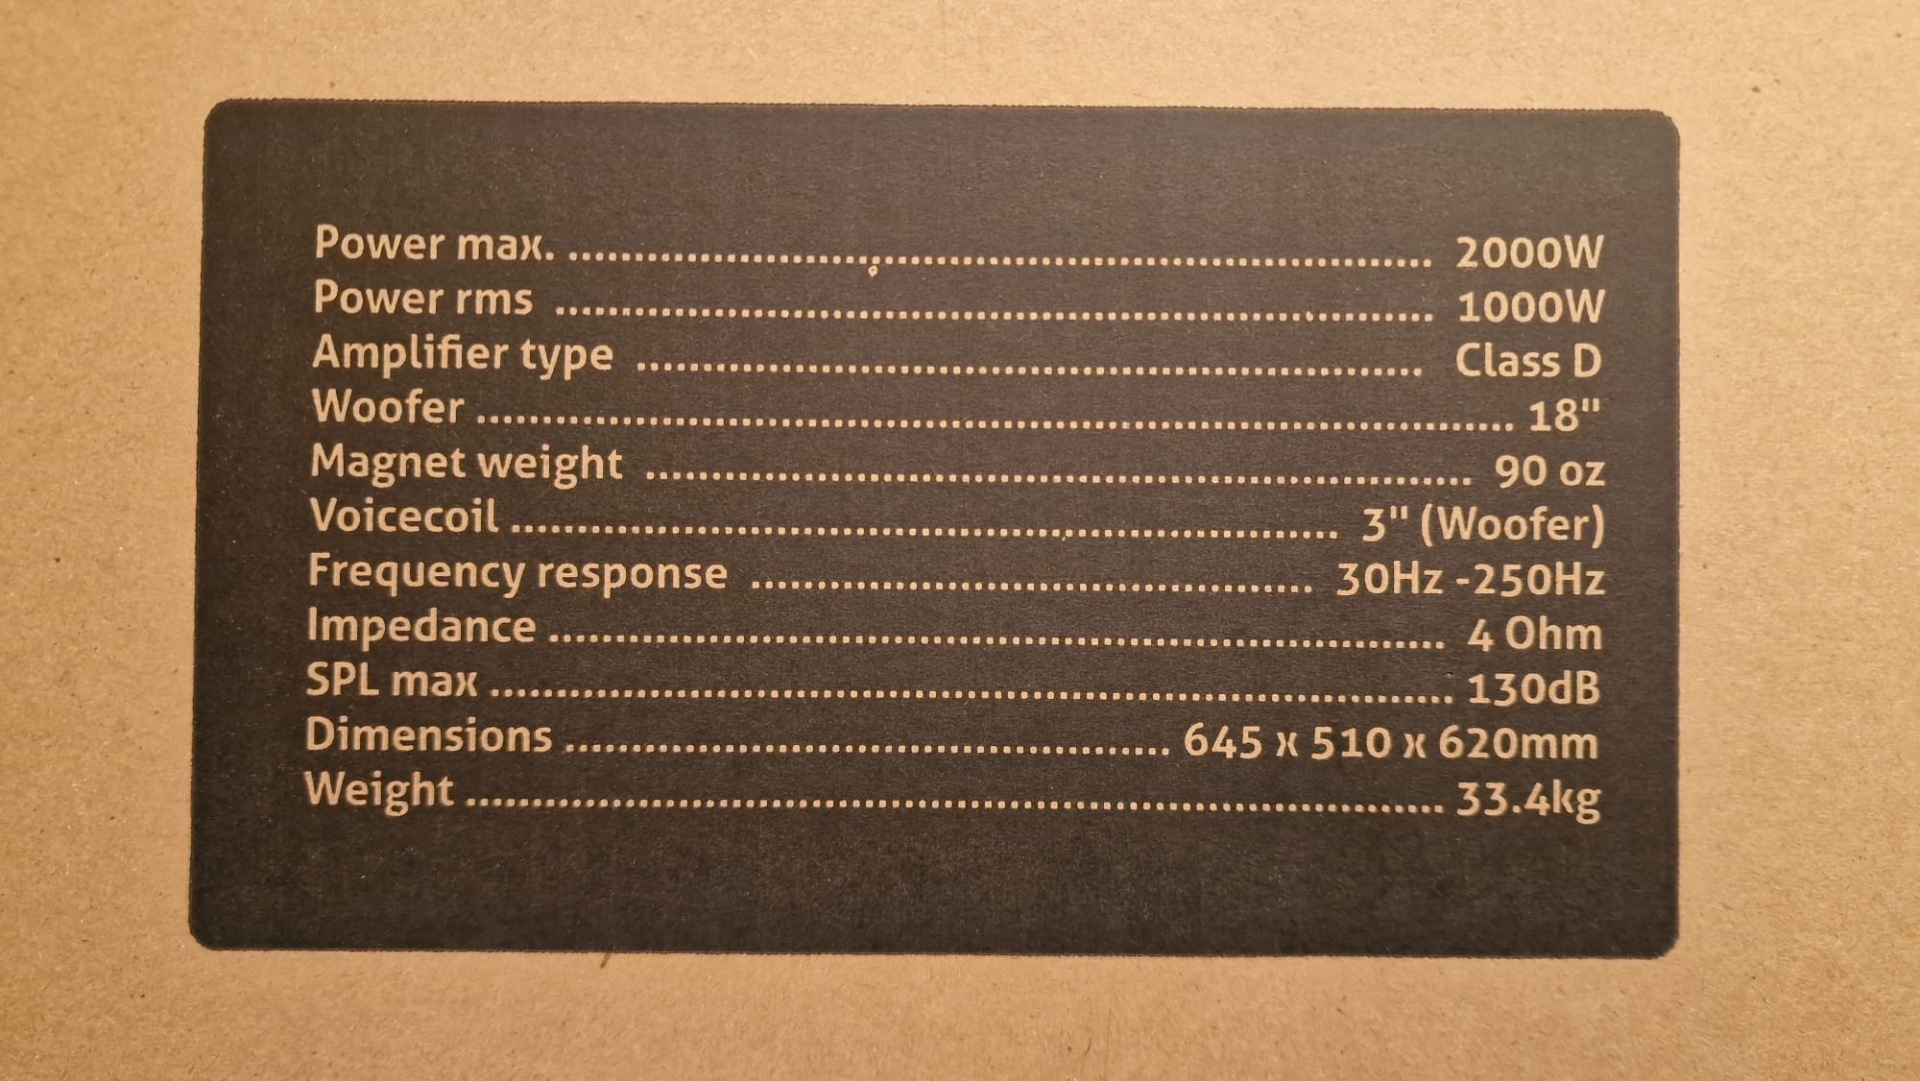 Power max. ........................................................................ 2000W
Power rms ........................................................................ 1000W
Amplifier type ................................................................ Class D
Woofer ..................................................................................... 18"
Magnet weight .................................................................... 90 oz
Voicecoil .................................................................... 3" (Woofer)
Frequency response .............................................. 30Hz -250Hz
Impedance .......................................................................... 4 Ohm
SPL max ............................................................................... 130dB
Dimensions .................................................. 645 x 510 x 620mm
Weight ................................................................................ 33.4kg